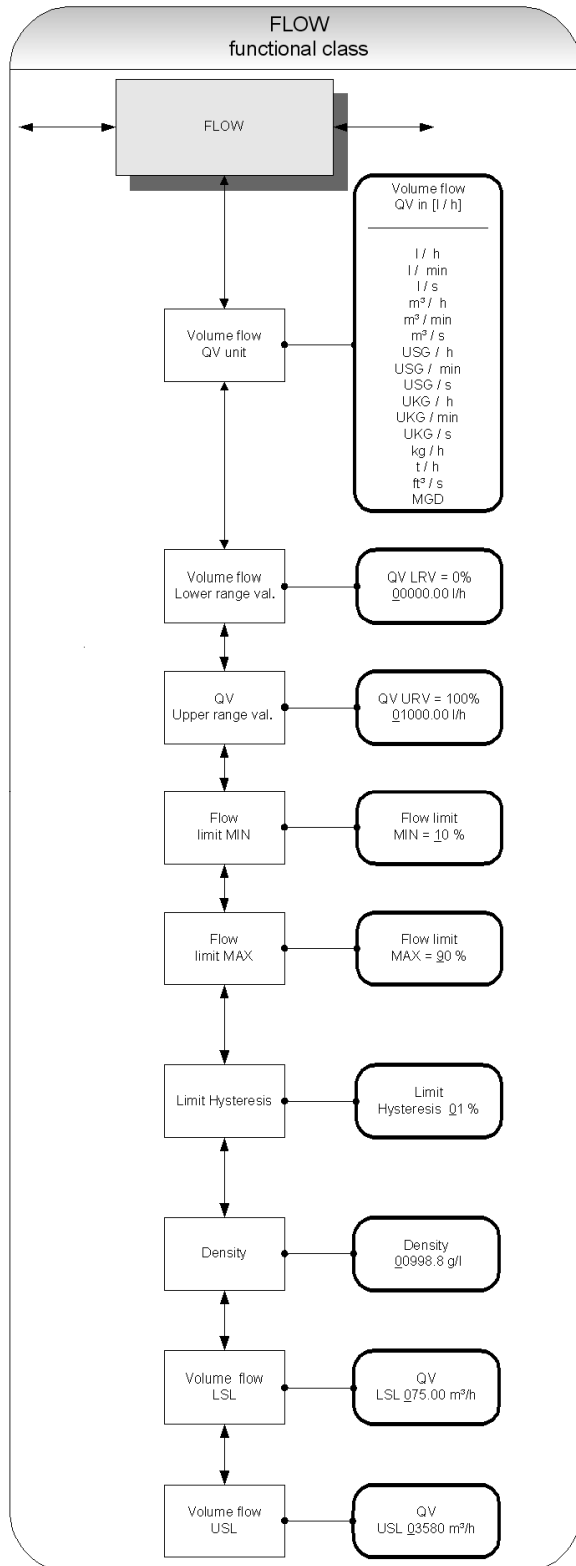 FLOW
functional class
FLOW
Volume flow
QV in [l / h]
l / h
l / min
l / s
m³ / h
m³ / min
m³ / s
USG / h
USG / min
USG / s
UKG / h
UKG / min
UKG / s
kg / h
t / h
ft³ / s
MGD
Volume flow
QV unit
Volume flow
Lower range val.
QV LRV = 0%
00000.00 l/h
QV
Upper range val.
QV URV = 100%
01000.00 l/h
Flow
limit MIN
Flow limit
MIN = 10 %
Flow
limit MAX
Flow limit
MAX = 90 %
Limit Hysteresis
Limit
Hysteresis 01 %
Density
Density
00998.8 g/l
Volume flow
LSL
QV
LSL 075.00 m³/h
Volume flow
USL
QV
USL 03580 m³/h